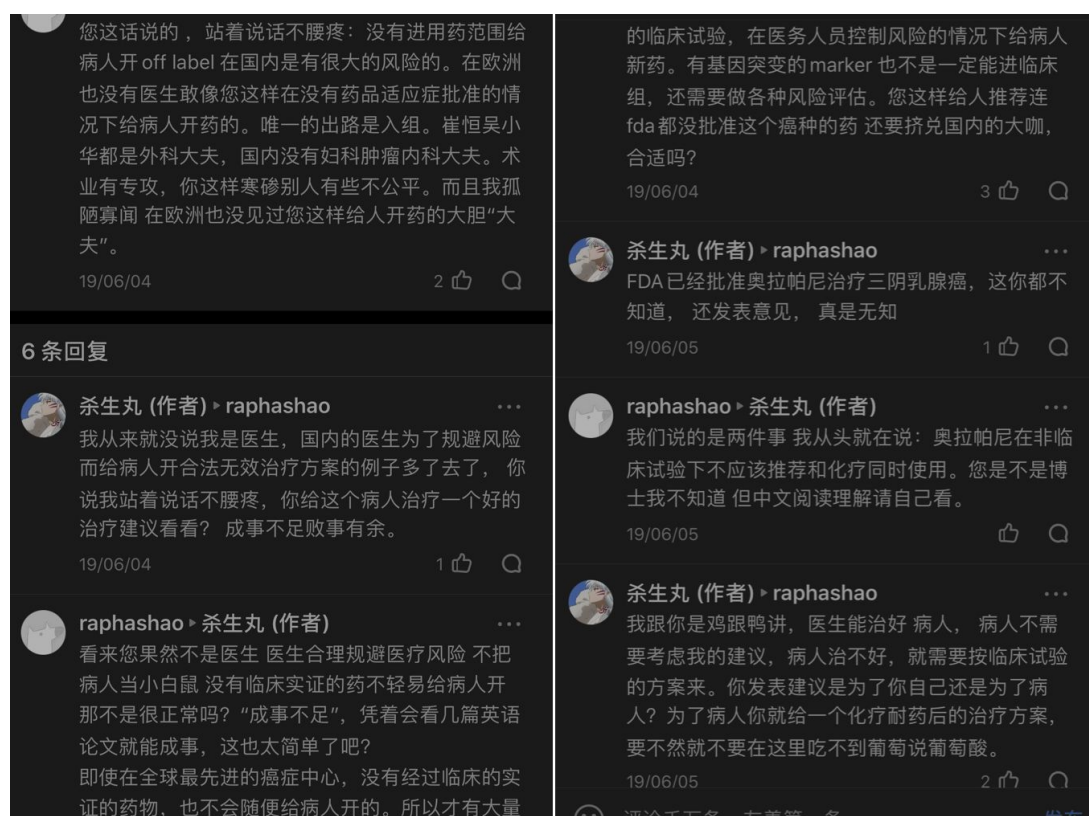 您这话说的 ，站着说话不腰疼：没有进用药范围给
病人开 off label 在国内是有很大的风险的。在欧洲
也没有医生敢像您这样在没有药品适应症批准的情
况下给病人开药的。唯一的出路是入组。崔恒吴小
华都是外科大夫，国内没有妇科肿瘤内科大夫。术
业有专攻，你这样寒碜别人有些不公平。而且我孤
陋寡闻 在欧洲也没见过您这样给人开药的大胆“大
夫”。
19/06/04
2
6 条回复
杀生丸 (作者) ▸ raphashao
我从来就没说我是医生，国内的医生为了规避风险
而给病人开合法无效治疗方案的例子多了去了， 你
说我站着说话不腰疼，你给这个病人治疗一个好的
治疗建议看看？ 成事不足败事有余。
19/06/04
1
raphashao ▸ 杀生丸 (作者)
看来您果然不是医生 医生合理规避医疗风险 不把
病人当小白鼠 没有临床实证的药不轻易给病人开
那不是很正常吗？“成事不足”，凭着会看几篇英语
论文就能成事，这也太简单了吧？
即使在全球最先进的癌症中心，没有经过临床的实
证的药物，也不会随便给病人开的。所以才有大量
的临床试验，在医务人员控制风险的情况下给病人
新药。有基因突变的 marker 也不是一定能进临床
组，还需要做各种风险评估。您这样给人推荐连
fda 都没批准这个癌种的药 还要挤兑国内的大咖，
合适吗？
19/06/04
3
杀生丸 (作者) ▸ raphashao
FDA 已经批准奥拉帕尼治疗三阴乳腺癌，这你都不
知道， 还发表意见， 真是无知
19/06/05
1
raphashao ▸ 杀生丸 (作者)
我们说的是两件事 我从头就在说：奥拉帕尼在非临
床试验下不应该推荐和化疗同时使用。您是不是博
士我不知道 但中文阅读理解请自己看。
19/06/05
杀生丸 (作者) ▸ raphashao
我跟你是鸡跟鸭讲，医生能治好 病人， 病人不需
要考虑我的建议，病人治不好，就需要按临床试验
的方案来。你发表建议是为了你自己还是为了病
人？为了病人你就给一个化疗耐药后的治疗方案，
要不然就不要在这里吃不到葡萄说葡萄酸。
19/06/05
2